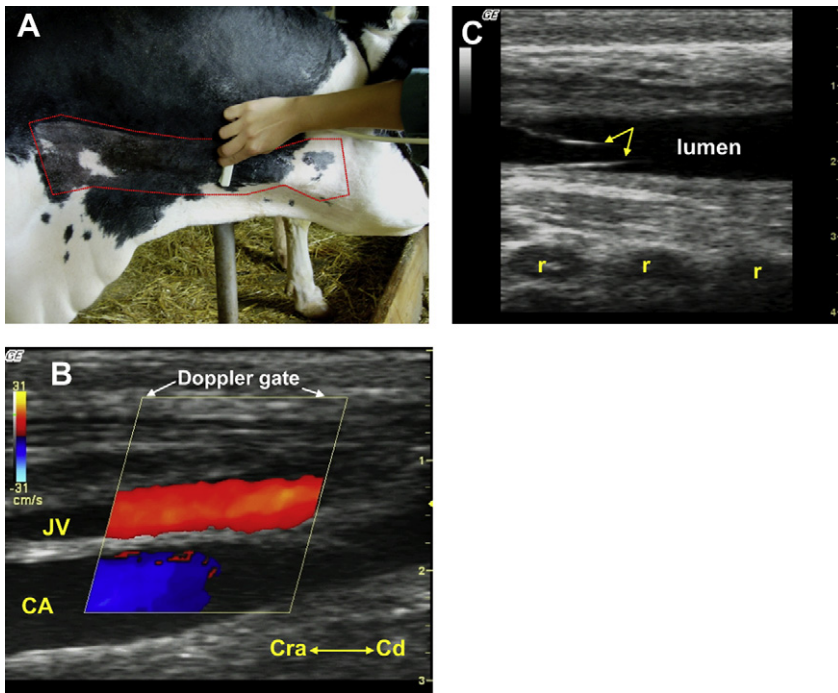 A
GE
C
lumen
r r r
1
2
3
4
GE
B
Doppler gate
31
-31
cm/s
JV
CA
Cra Cd
1
2
3